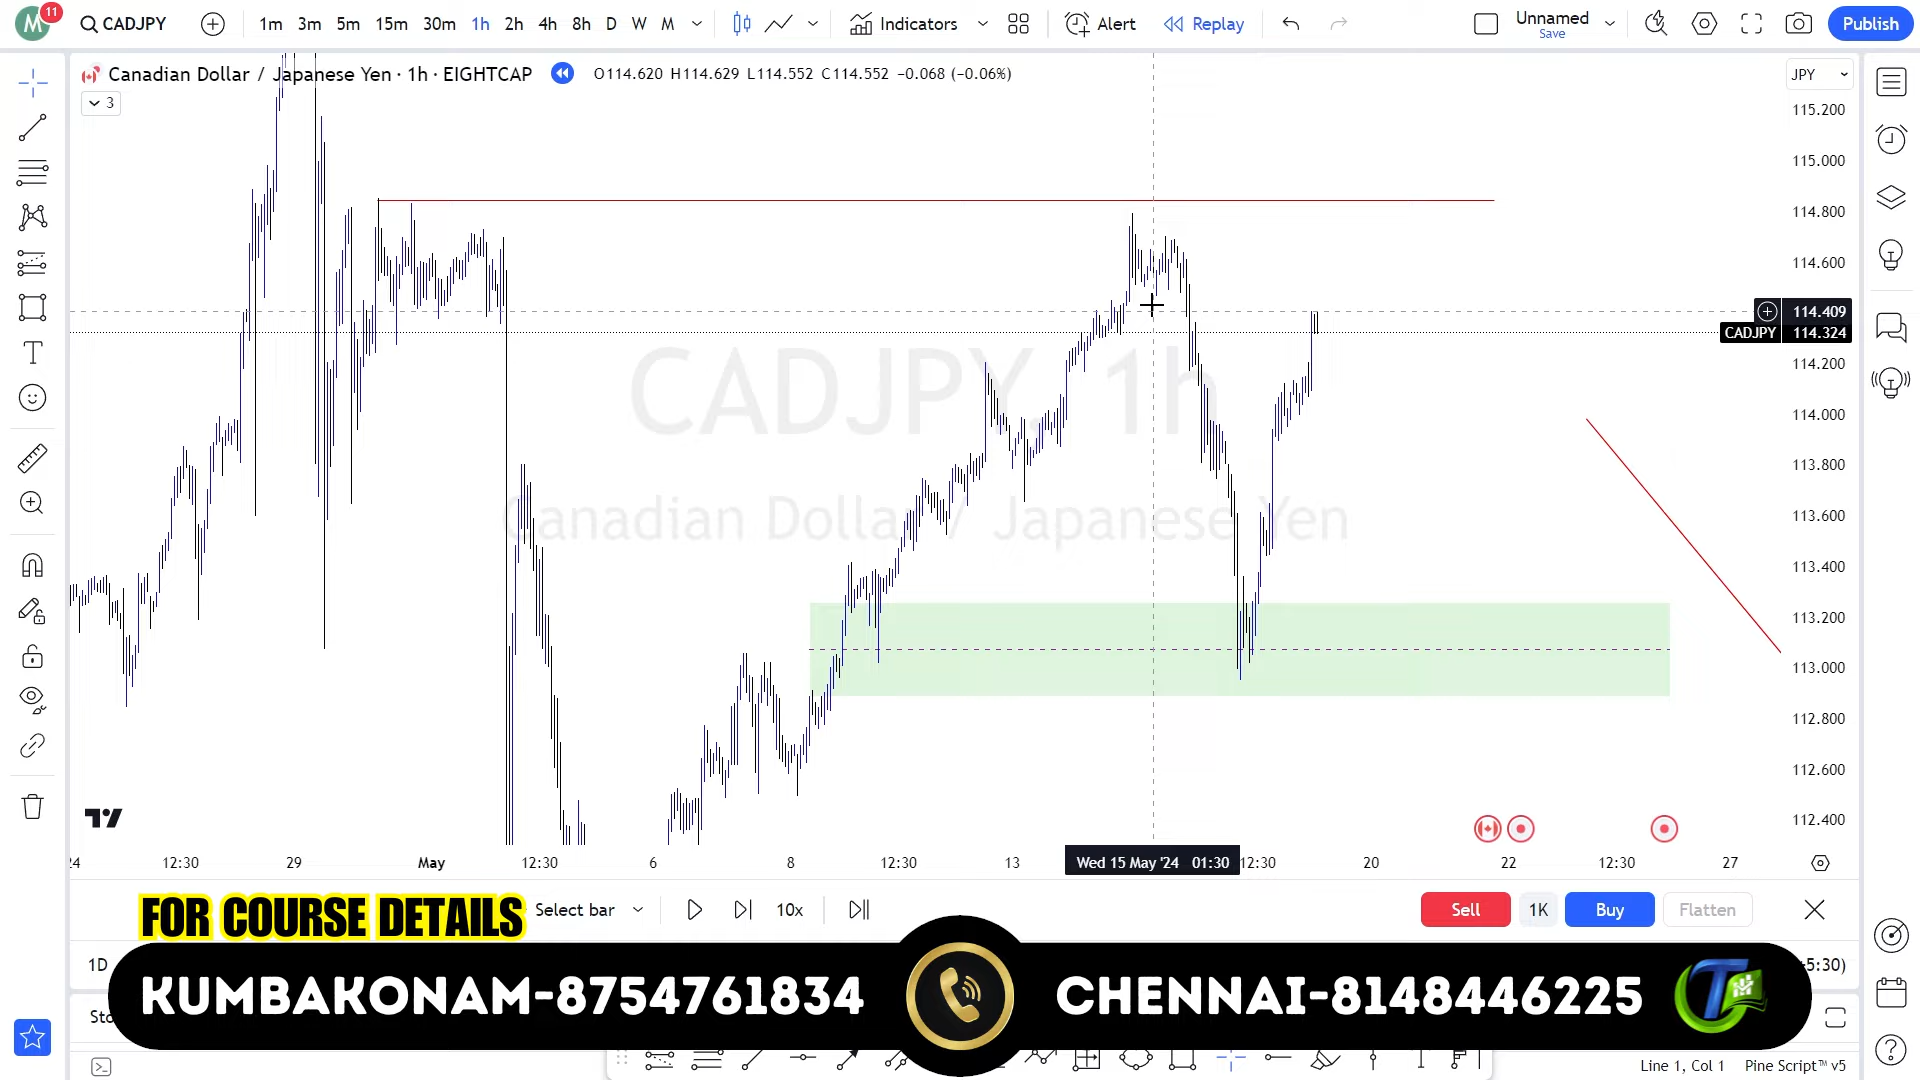 M 11 CADJPY 1m 3m 5m 15m 30m 1h 2h 4h 8h D W M Indicators Alert Replay Unnamed Save Publish
Canadian Dollar / Japanese Yen · 1h · EIGHTCAP O114.620 H114.629 L114.552 C114.552 −0.068 (−0.06%) JPY
3
115.200
115.000
114.800
114.600
114.409
CADJPY 114.324
114.200
114.000
113.800
113.600
113.400
113.200
113.000
112.800
112.600
112.400
CADJPY, 1h
Canadian Dollar / Japanese Yen
24 12:30 29 May 12:30 6 8 12:30 13 Wed 15 May '24 01:30 12:30 20 22 12:30 27
FOR COURSE DETAILS
Select bar 10x Sell 1K Buy Flatten
1D 5:30)
KUMBAKONAM-8754761834 CHENNAI-8148446225
Sto
Line 1, Col 1 Pine Script™ v5